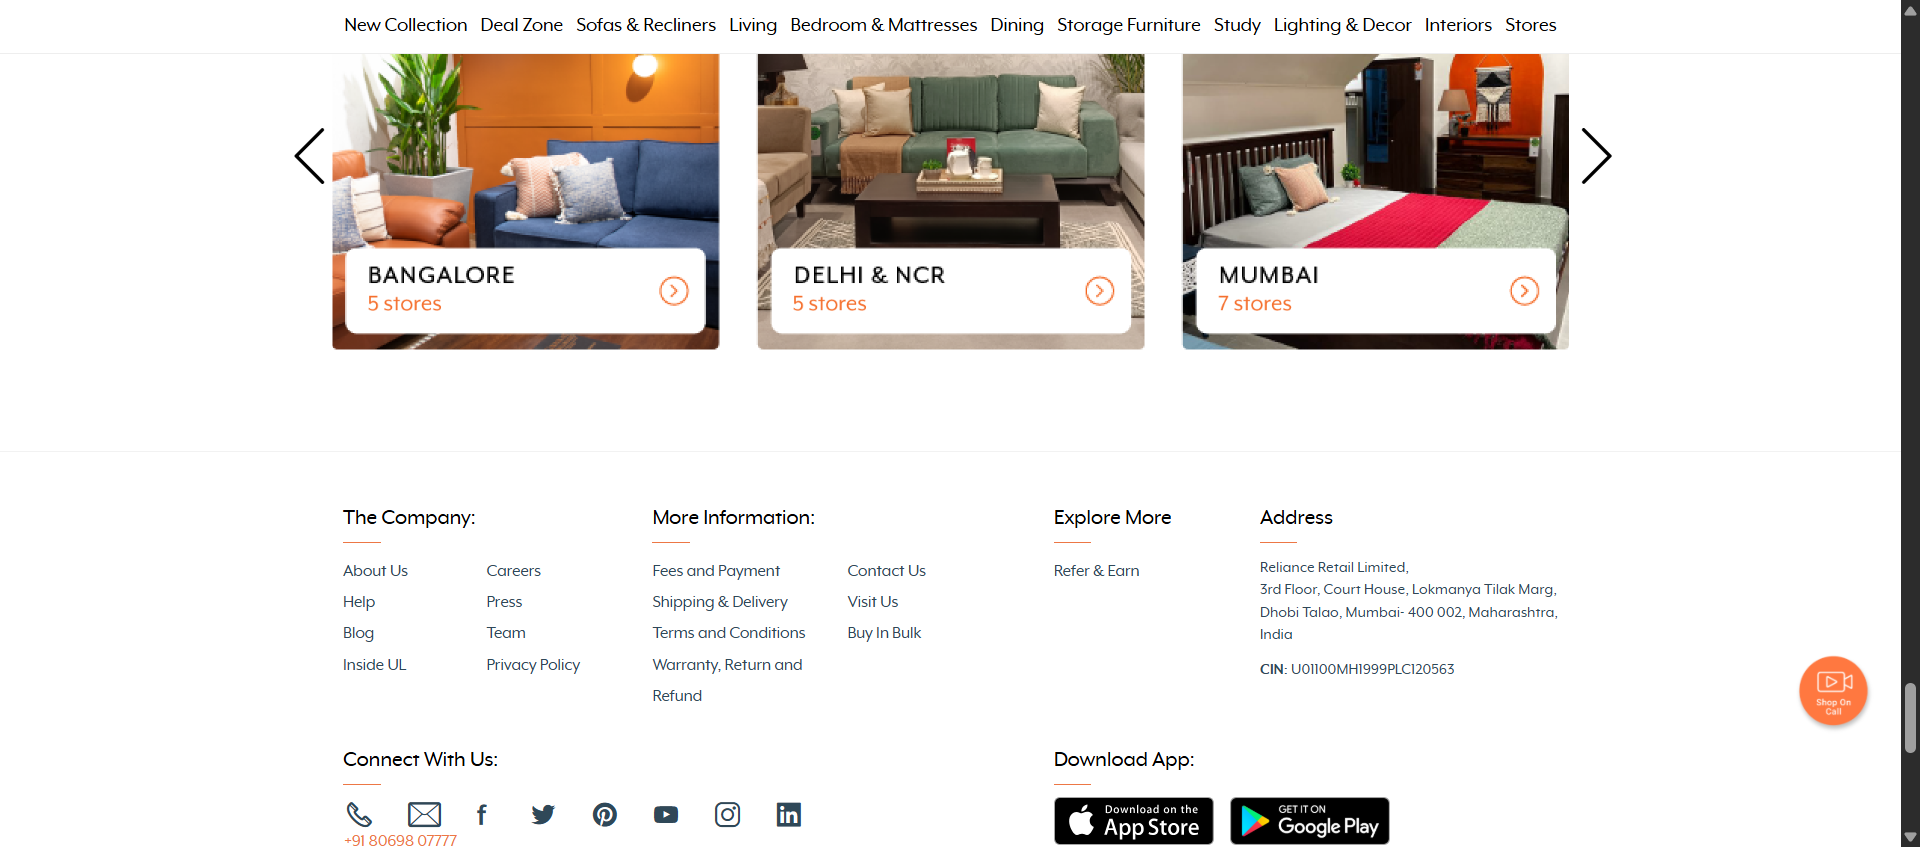 New Collection Deal Zone Sofas & Recliners Living Bedroom & Mattresses Dining Storage Furniture Study Lighting & Decor Interiors Stores
BANGALORE
5 stores
DELHI & NCR
5 stores
MUMBAI
7 stores
The Company:
About Us
Help
Blog
Inside UL
Careers
Press
Team
Privacy Policy
More Information:
Fees and Payment
Shipping & Delivery
Terms and Conditions
Warranty, Return and
Refund
Contact Us
Visit Us
Buy In Bulk
Explore More
Refer & Earn
Address
Reliance Retail Limited,
3rd Floor, Court House, Lokmanya Tilak Marg,
Dhobi Talao, Mumbai- 400 002, Maharashtra,
India
CIN: U01100MH1999PLC120563
Shop On
Call
Connect With Us:
+91 80698 07777
Download App:
Download on the
App Store
GET IT ON
Google Play